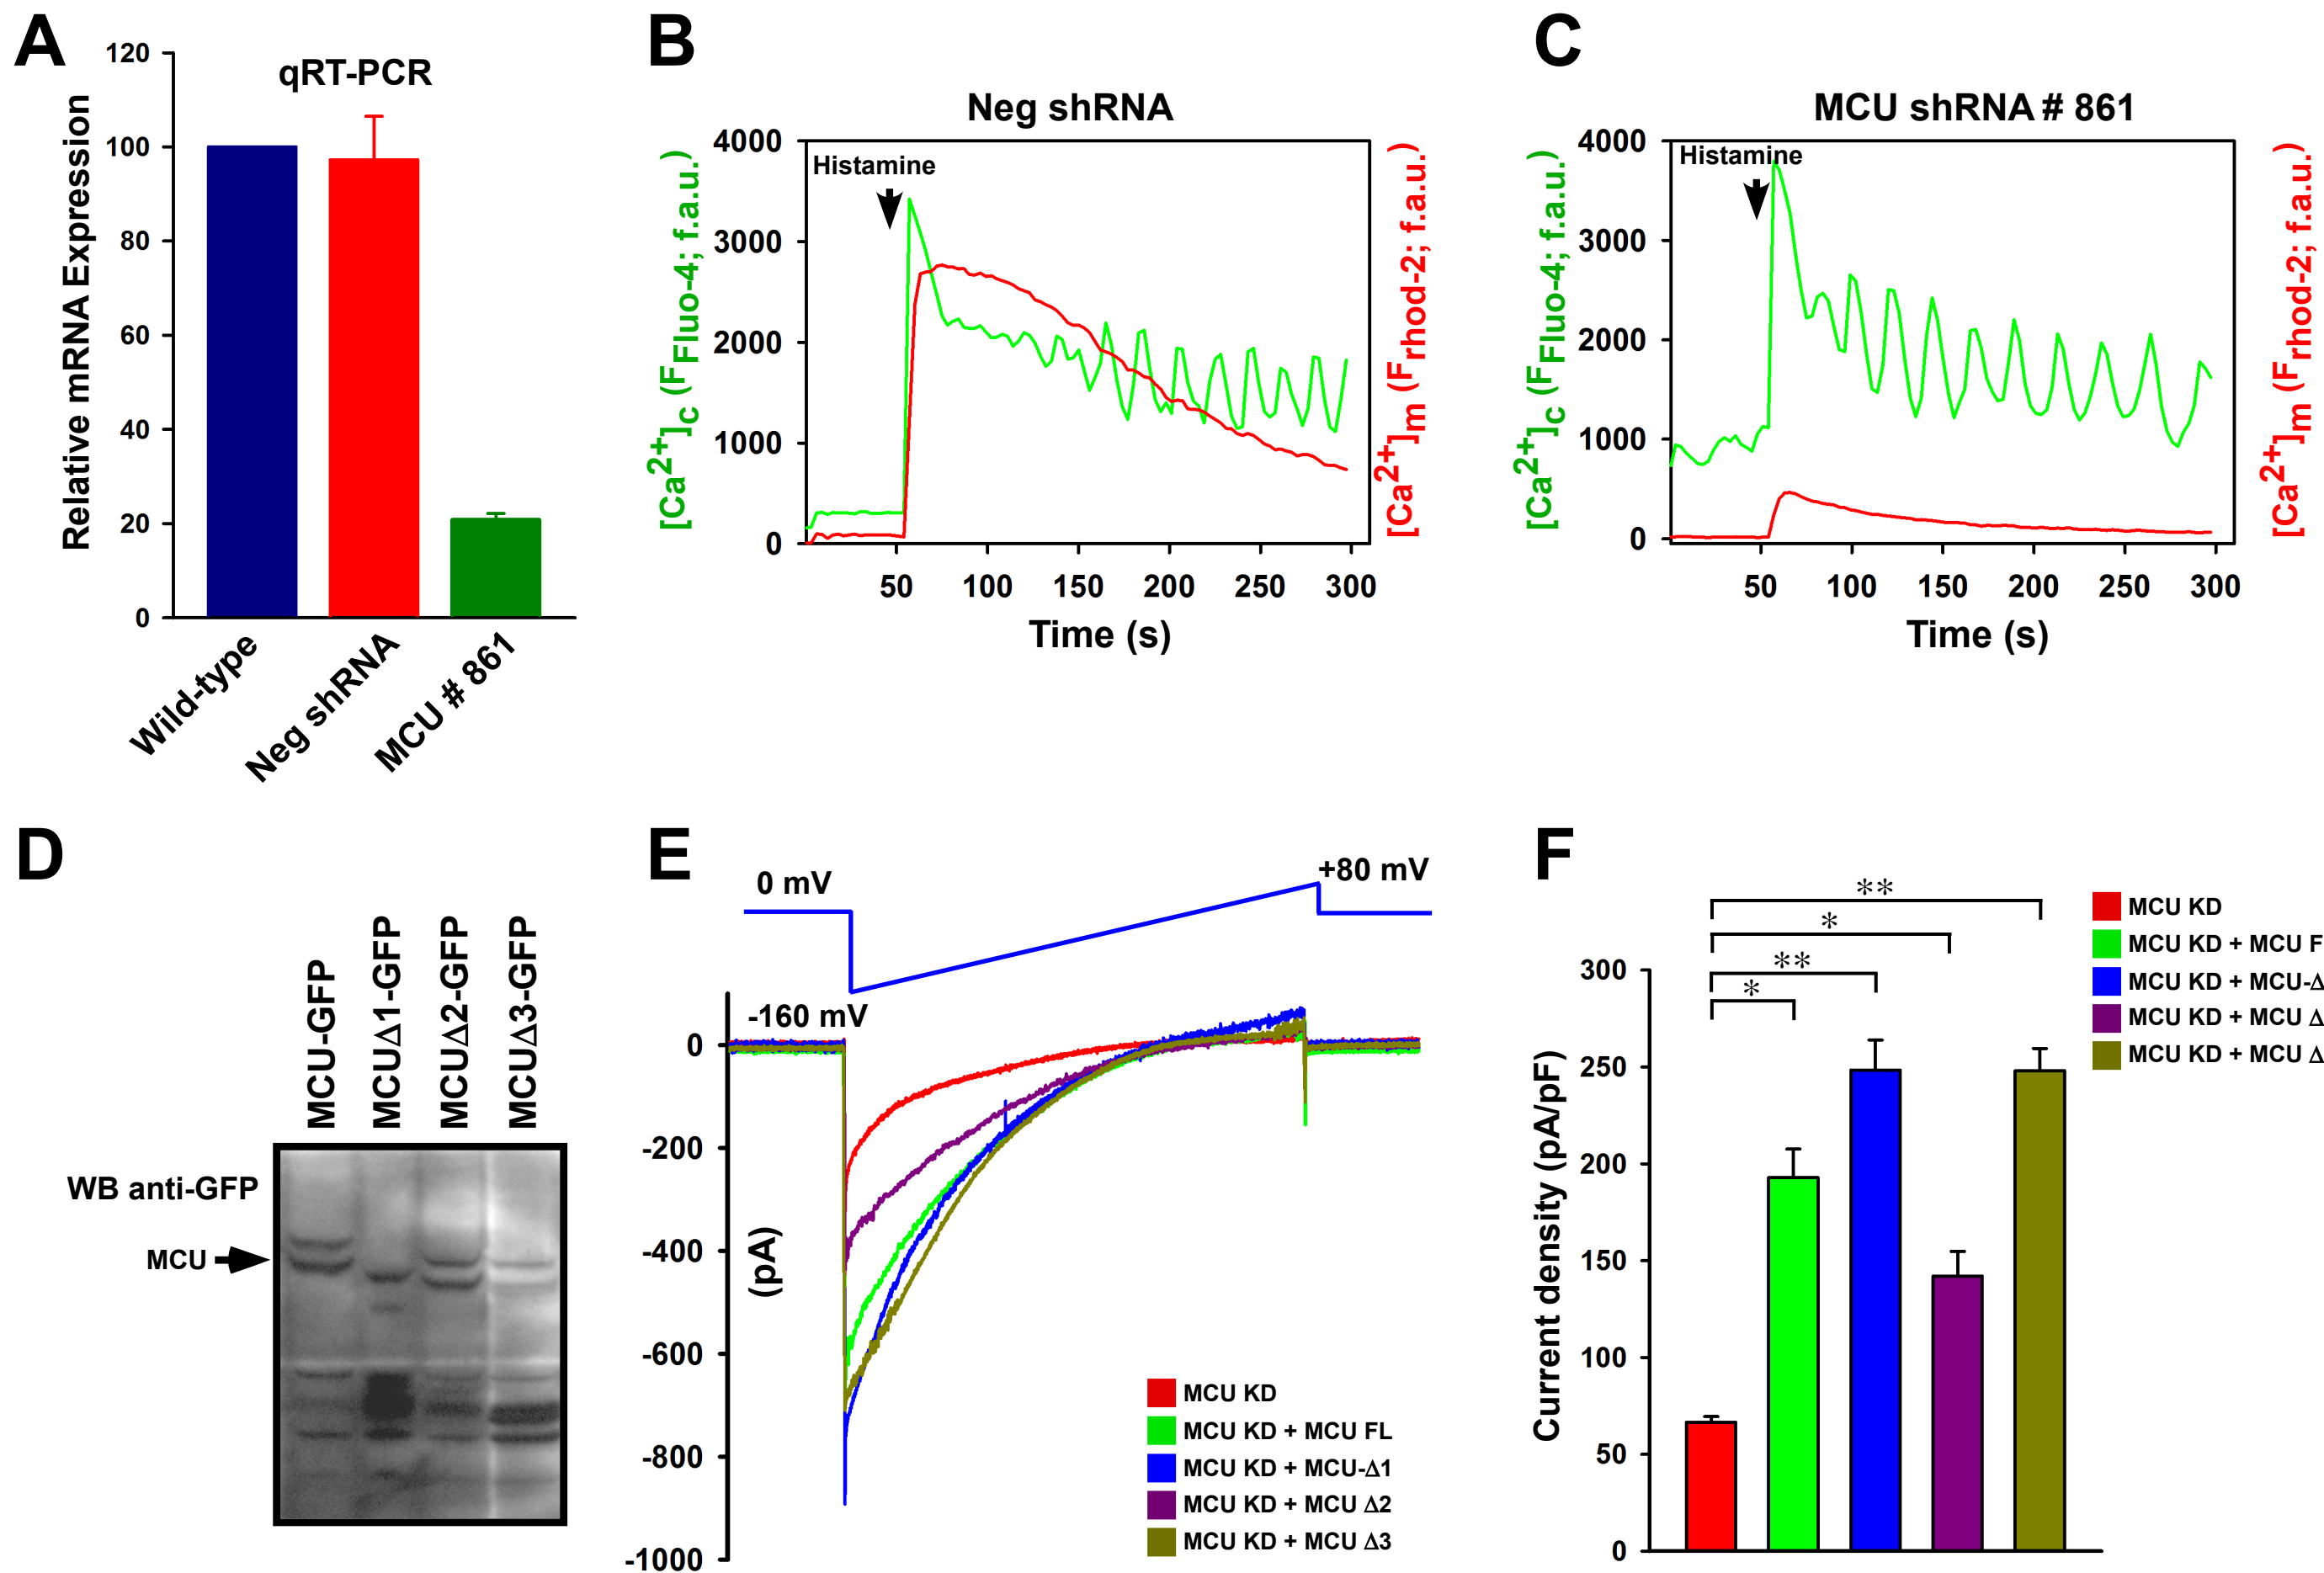 A
qRT-PCR
Relative mRNA Expression
120
100
80
60
40
20
0
Wild-type
Neg shRNA
MCU # 861
B
Neg shRNA
[Ca2+]c (FFluo-4; f.a.u.)
4000
3000
2000
1000
0
Histamine
[Ca2+]m (Frhod-2; f.a.u.)
50 100 150 200 250 300
Time (s)
C
MCU shRNA # 861
[Ca2+]c (FFluo-4; f.a.u.)
4000
3000
2000
1000
0
Histamine
[Ca2+]m (Frhod-2; f.a.u.)
50 100 150 200 250 300
Time (s)
D
MCU-GFP
MCUΔ1-GFP
MCUΔ2-GFP
MCUΔ3-GFP
WB anti-GFP
MCU
E
0 mV
+80 mV
-160 mV
0
-200
-400
-600
-800
-1000
(pA)
MCU KD
MCU KD + MCU FL
MCU KD + MCU-Δ1
MCU KD + MCU Δ2
MCU KD + MCU Δ3
F
**
*
**
*
Current density (pA/pF)
300
250
200
150
100
50
0
MCU KD
MCU KD + MCU F
MCU KD + MCU-Δ
MCU KD + MCU Δ
MCU KD + MCU Δ